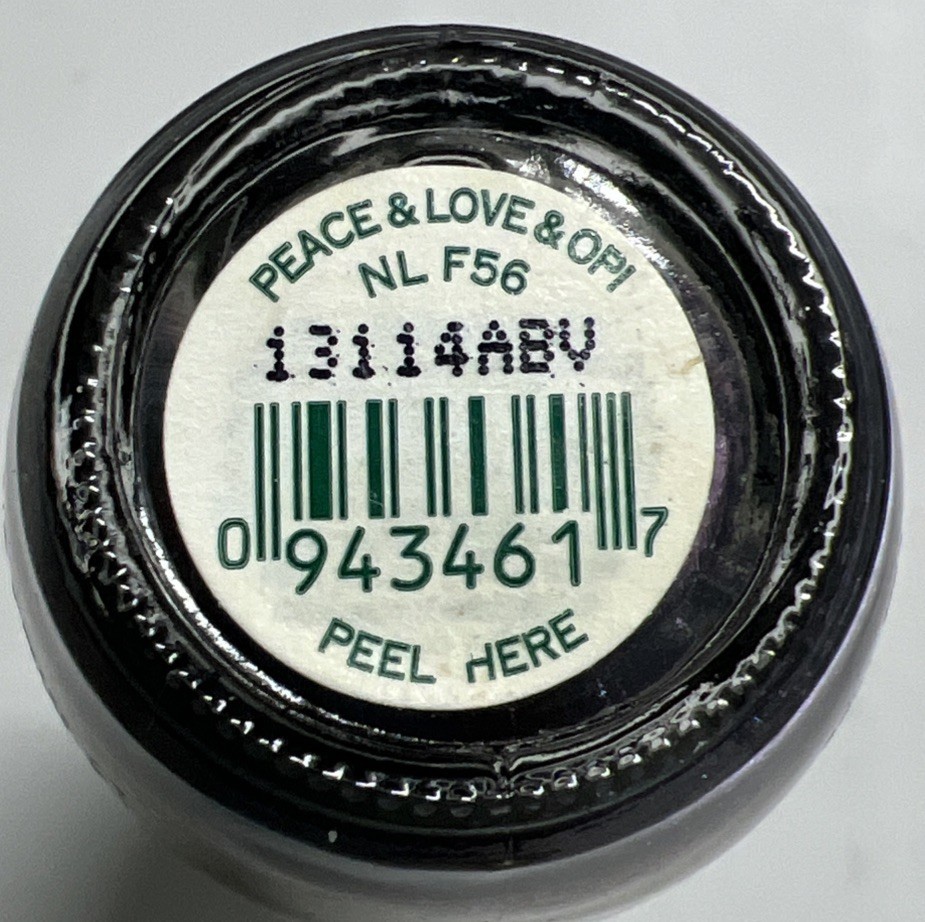 PEACE & LOVE & OPI
NL F56
13114ABV
0 943461 7
PEEL HERE